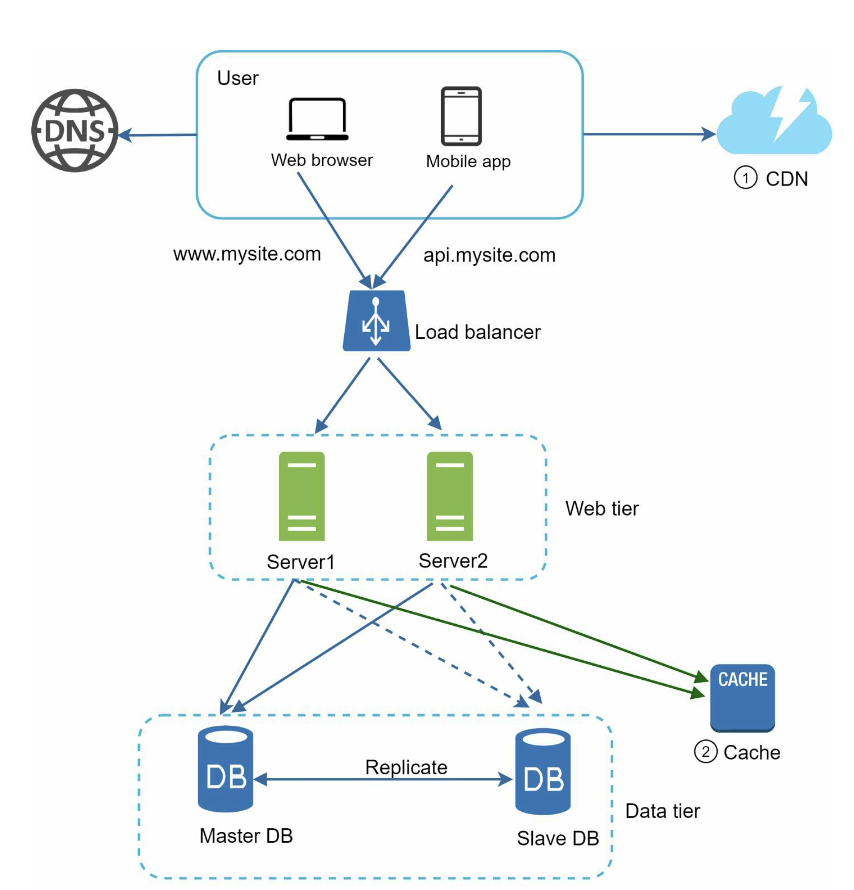 User
DNS
Web browser
Mobile app
1 CDN
www.mysite.com
api.mysite.com
Load balancer
Web tier
Server1
Server2
CACHE
2 Cache
Replicate
DB
DB
Master DB
Slave DB
Data tier